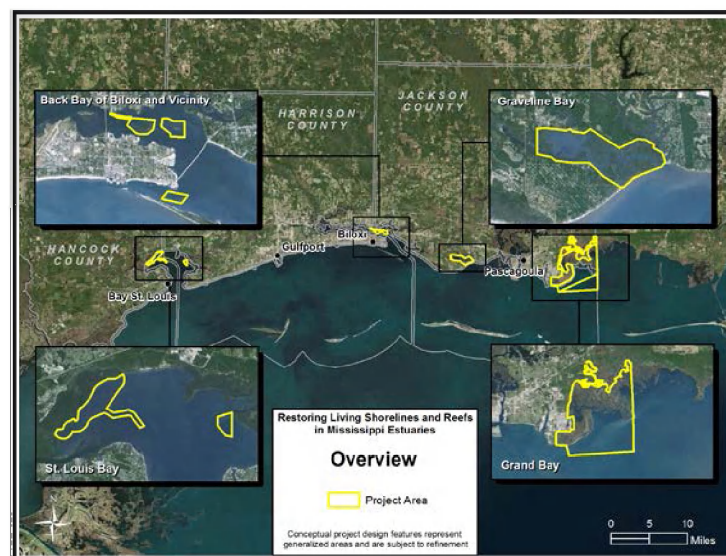 Back Bay of Biloxi and Vicinity
HARRISON
COUNTY
JACKSON
COUNTY
Graveline Bay
HANCOCK
COUNTY
Biloxi
Gulfport
Pascagoula
Bay St. Louis
St. Louis Bay
Grand Bay
Restoring Living Shorelines and Reefs
in Mississippi Estuaries
Overview
Project Area
Conceptual project design features represent
generalized areas and are subject to refinement
N
0 5 10
Miles